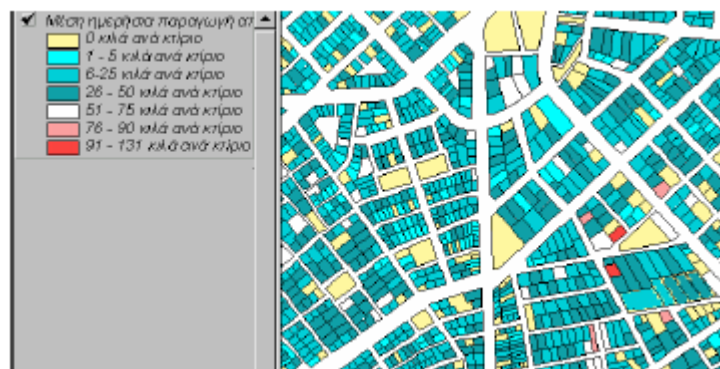 Μέση ημερήσια παραγωγή απ
0 κιλά ανά κτίριο
1 - 5 κιλά ανά κτίριο
6-25 κιλά ανά κτίριο
26 - 50 κιλά ανά κτίριο
51 - 75 κιλά ανά κτίριο
76 - 90 κιλά ανά κτίριο
91 - 131 κιλά ανά κτίριο